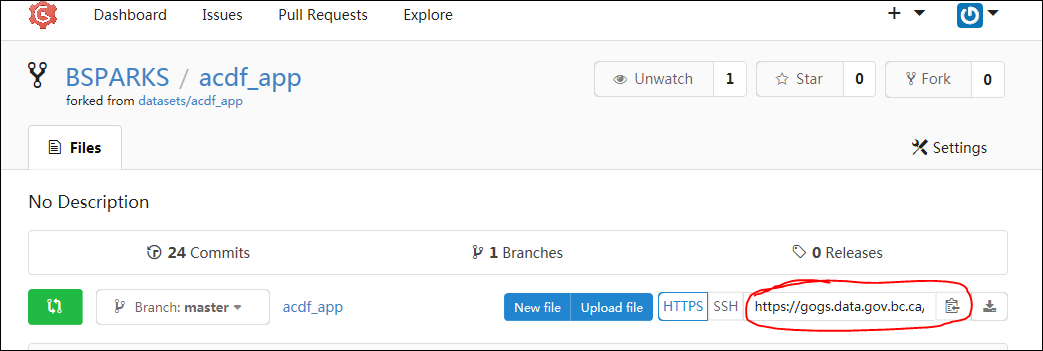 Dashboard Issues Pull Requests Explore +
BSPARKS / acdf_app
forked from datasets/acdf_app
Unwatch 1 Star 0 Fork 0
Files Settings
No Description
24 Commits 1 Branches 0 Releases
Branch: master acdf_app New file Upload file HTTPS SSH https://gogs.data.gov.bc.ca,